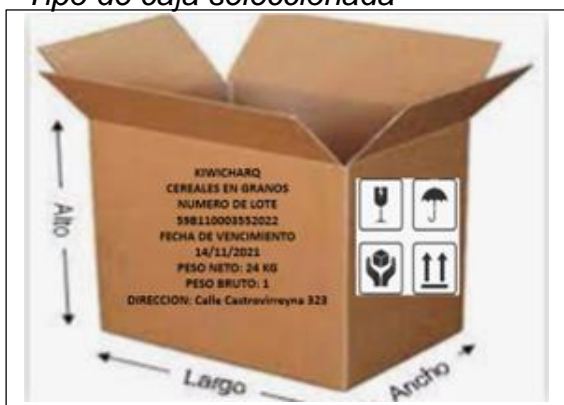 Tipo de caja seleccionada
KIWICHARQ
CEREALES EN GRANOS
NUMERO DE LOTE
598110003552022
FECHA DE VENCIMIENTO
14/11/2021
PESO NETO: 24 KG
PESO BRUTO: 1
DIRECCION: Calle Castrovirreyna 323
Alto
Largo
Ancho